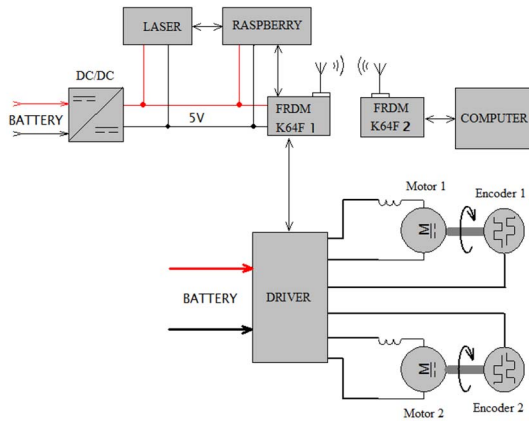 LASER
RASPBERRY
DC/DC
BATTERY
5V
FRDM
K64F 1
FRDM
K64F 2
COMPUTER
Motor 1
Encoder 1
M
DRIVER
BATTERY
M
Motor 2
Encoder 2